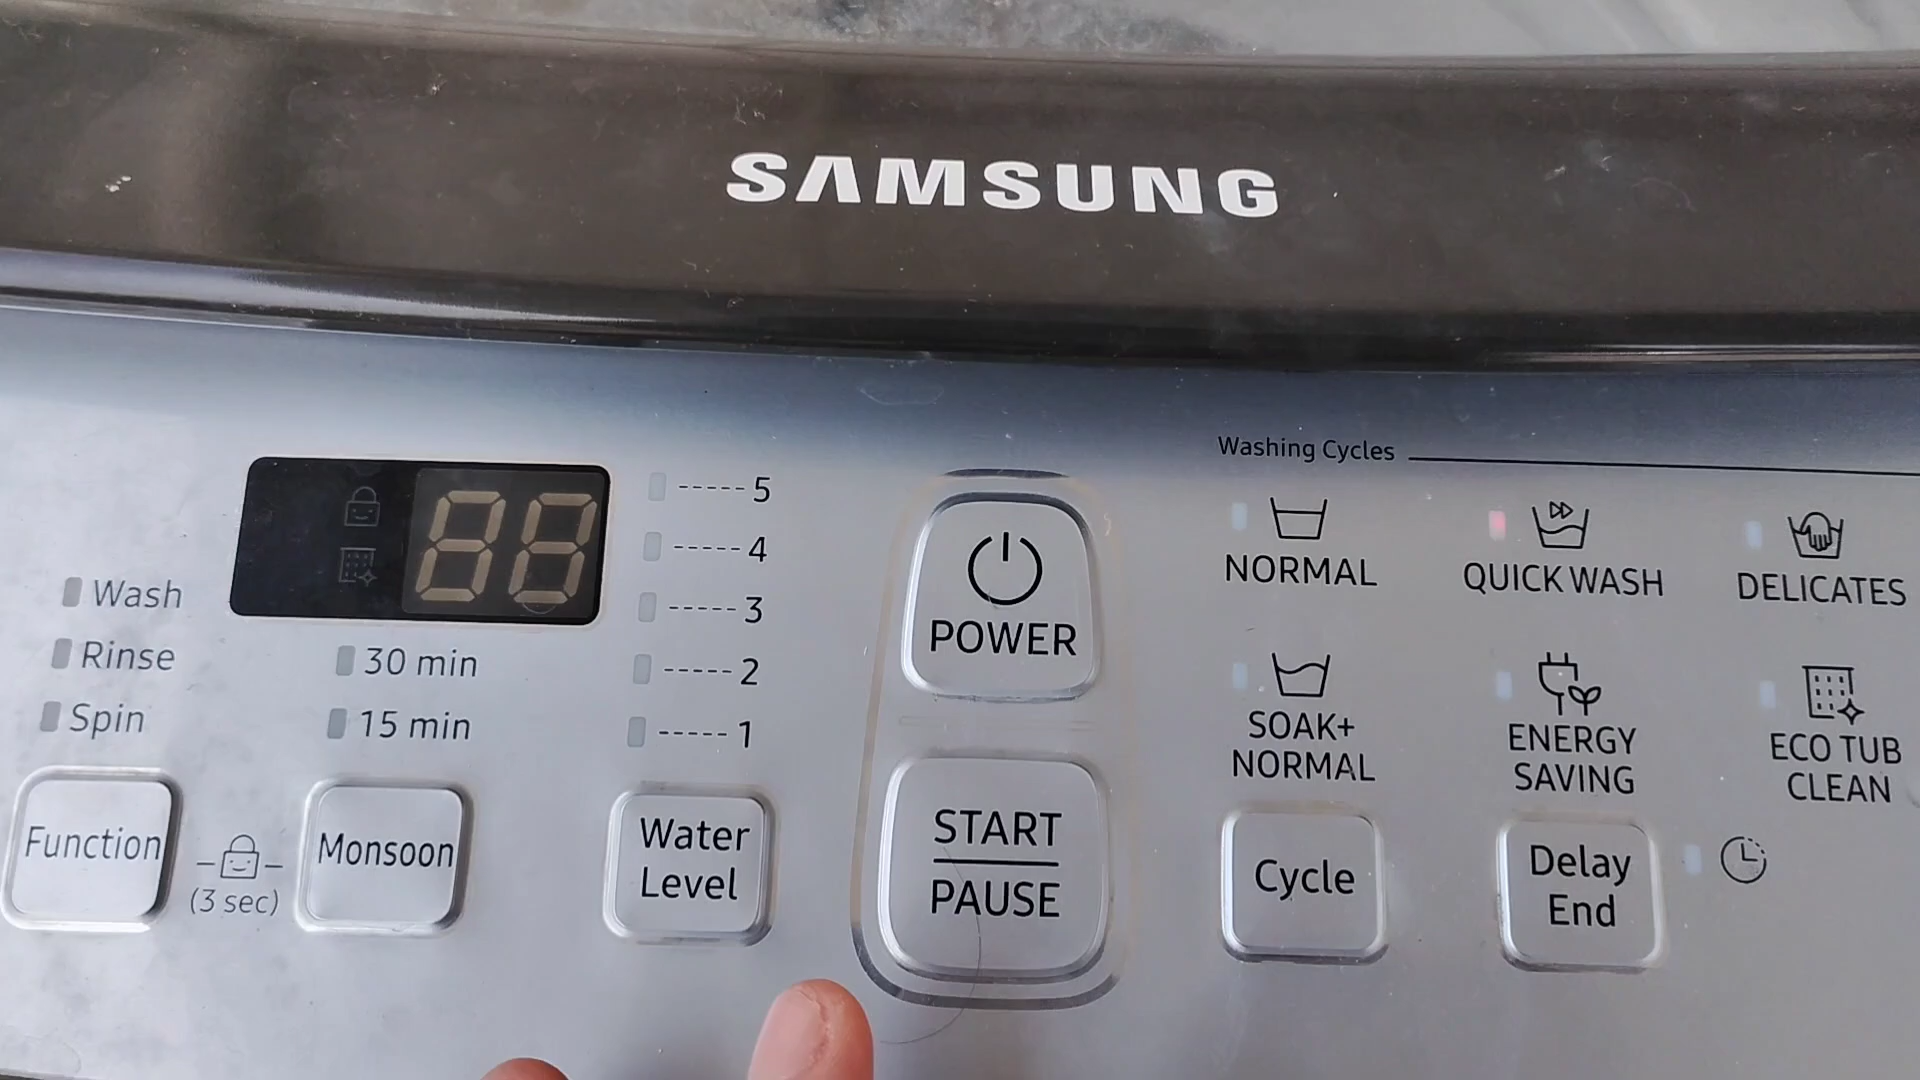 SAMSUNG
Washing Cycles
88
5
4
3
2
1
Wash
Rinse
Spin
30 min
15 min
POWER
START
PAUSE
NORMAL
QUICK WASH
DELICATES
SOAK+
NORMAL
ENERGY
SAVING
ECO TUB
CLEAN
Function
(3 sec)
Monsoon
Water
Level
Cycle
Delay
End